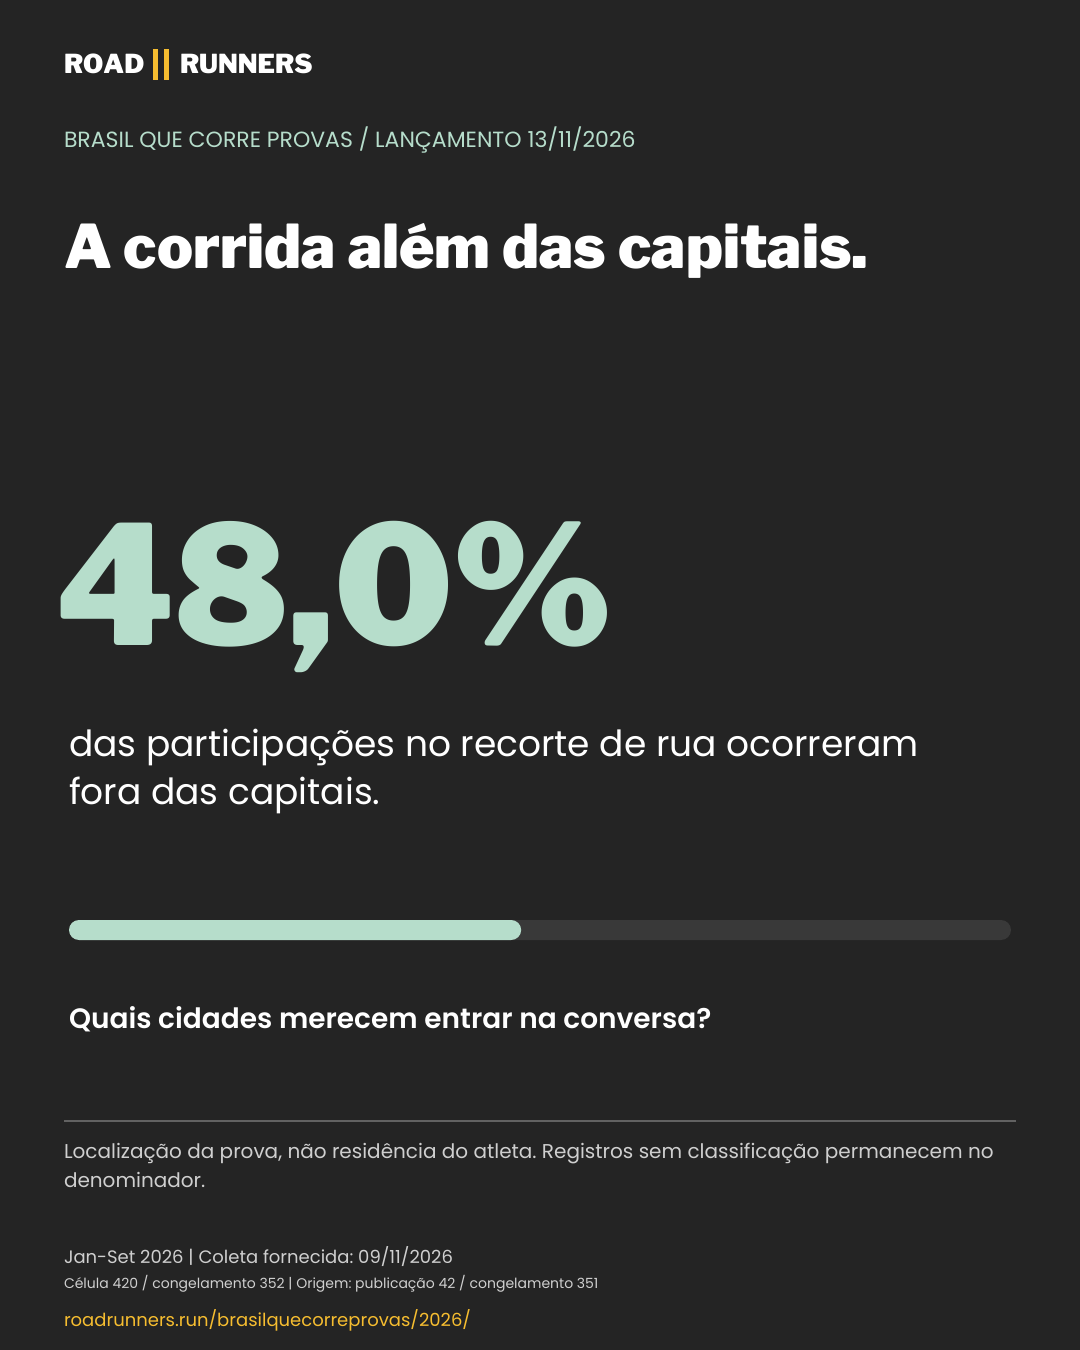 ROAD || RUNNERS
BRASIL QUE CORRE PROVAS / LANÇAMENTO 13/11/2026
A corrida além das capitais.
48,0%
das participações no recorte de rua ocorreram
fora das capitais.
Quais cidades merecem entrar na conversa?
Localização da prova, não residência do atleta. Registros sem classificação permanecem no
denominador.
Jan-Set 2026 | Coleta fornecida: 09/11/2026
Célula 420 / congelamento 352 | Origem: publicação 42 / congelamento 351
roadrunners.run/brasilquecorreprovas/2026/